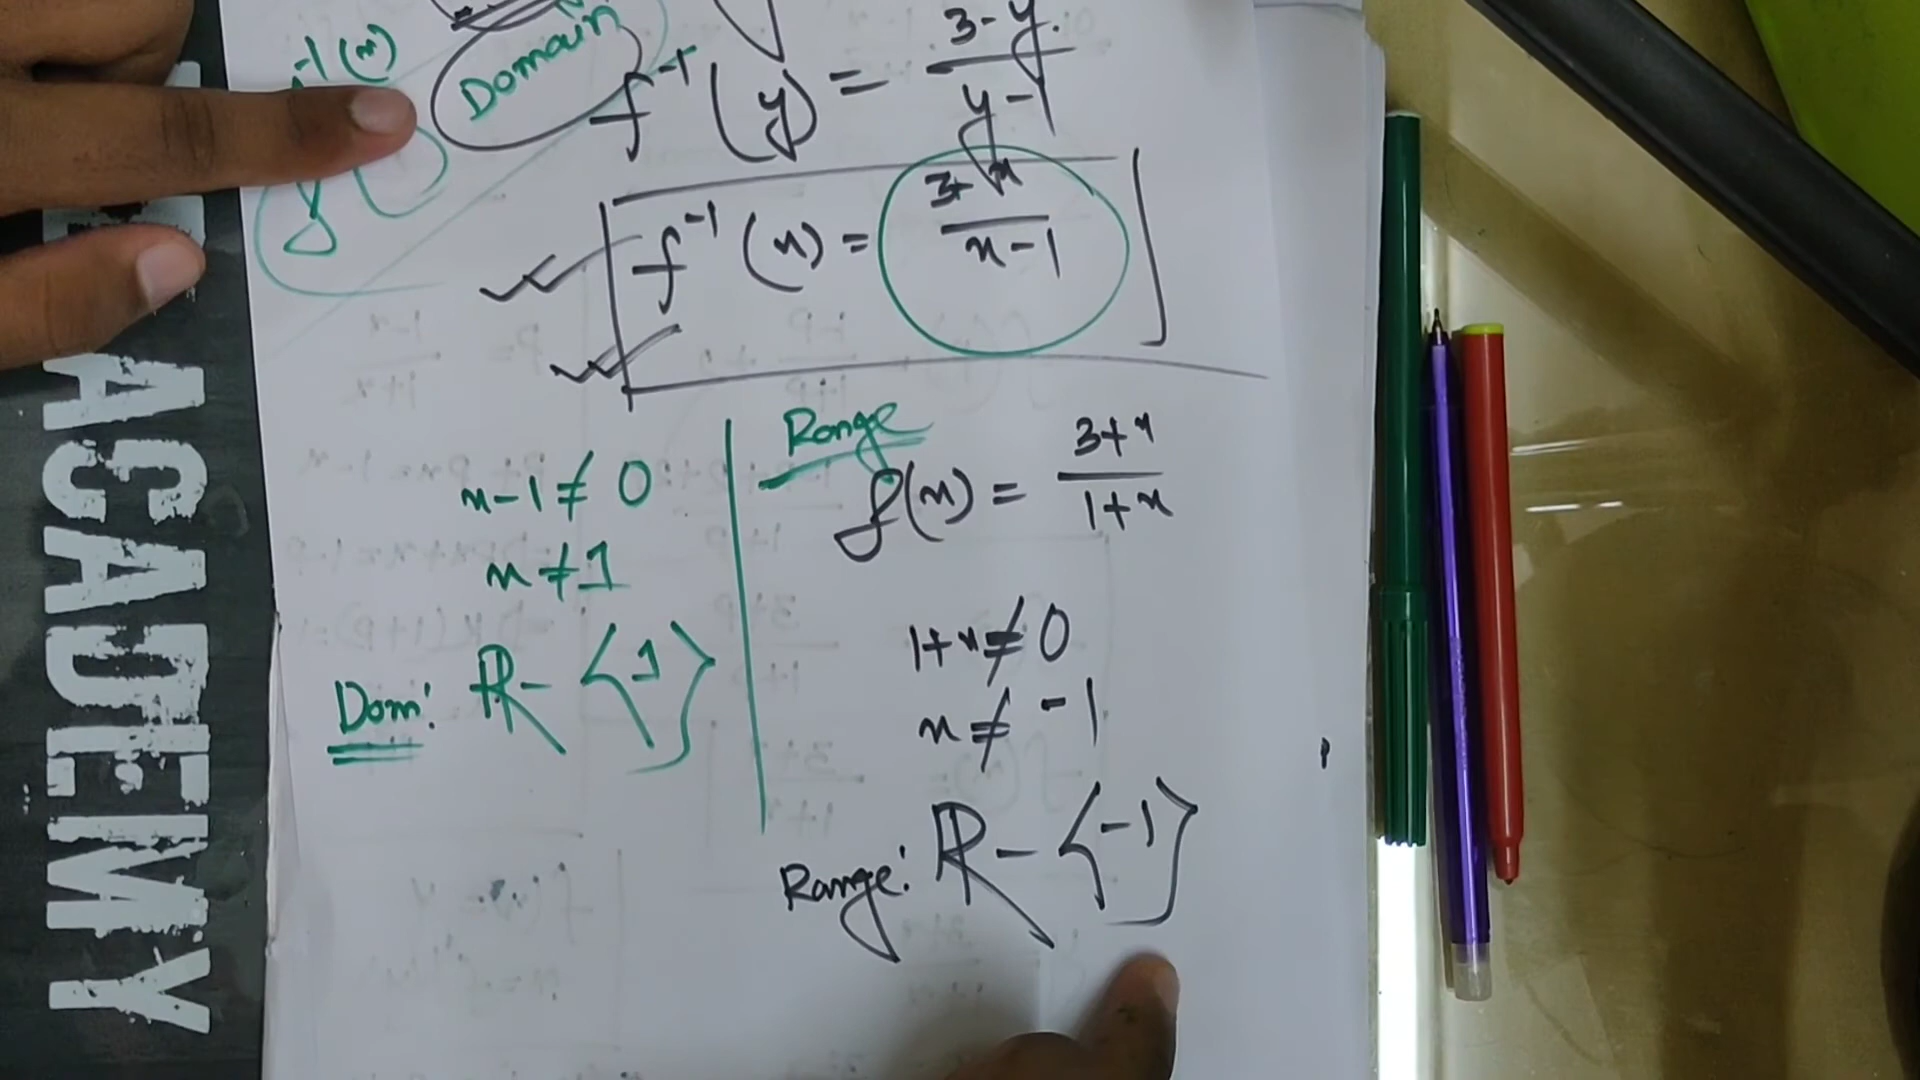 -1(x)
Domain
f⁻¹(y) = (3-y)/(y-1)
f⁻¹(x) = (3+x)/(x-1)
x-1≠0
x≠1
Dom: ℝ- {1}
Range
f(x) = (3+x)/(1+x)
1+x≠0
x≠-1
Range: ℝ- {-1}
ACADEMY